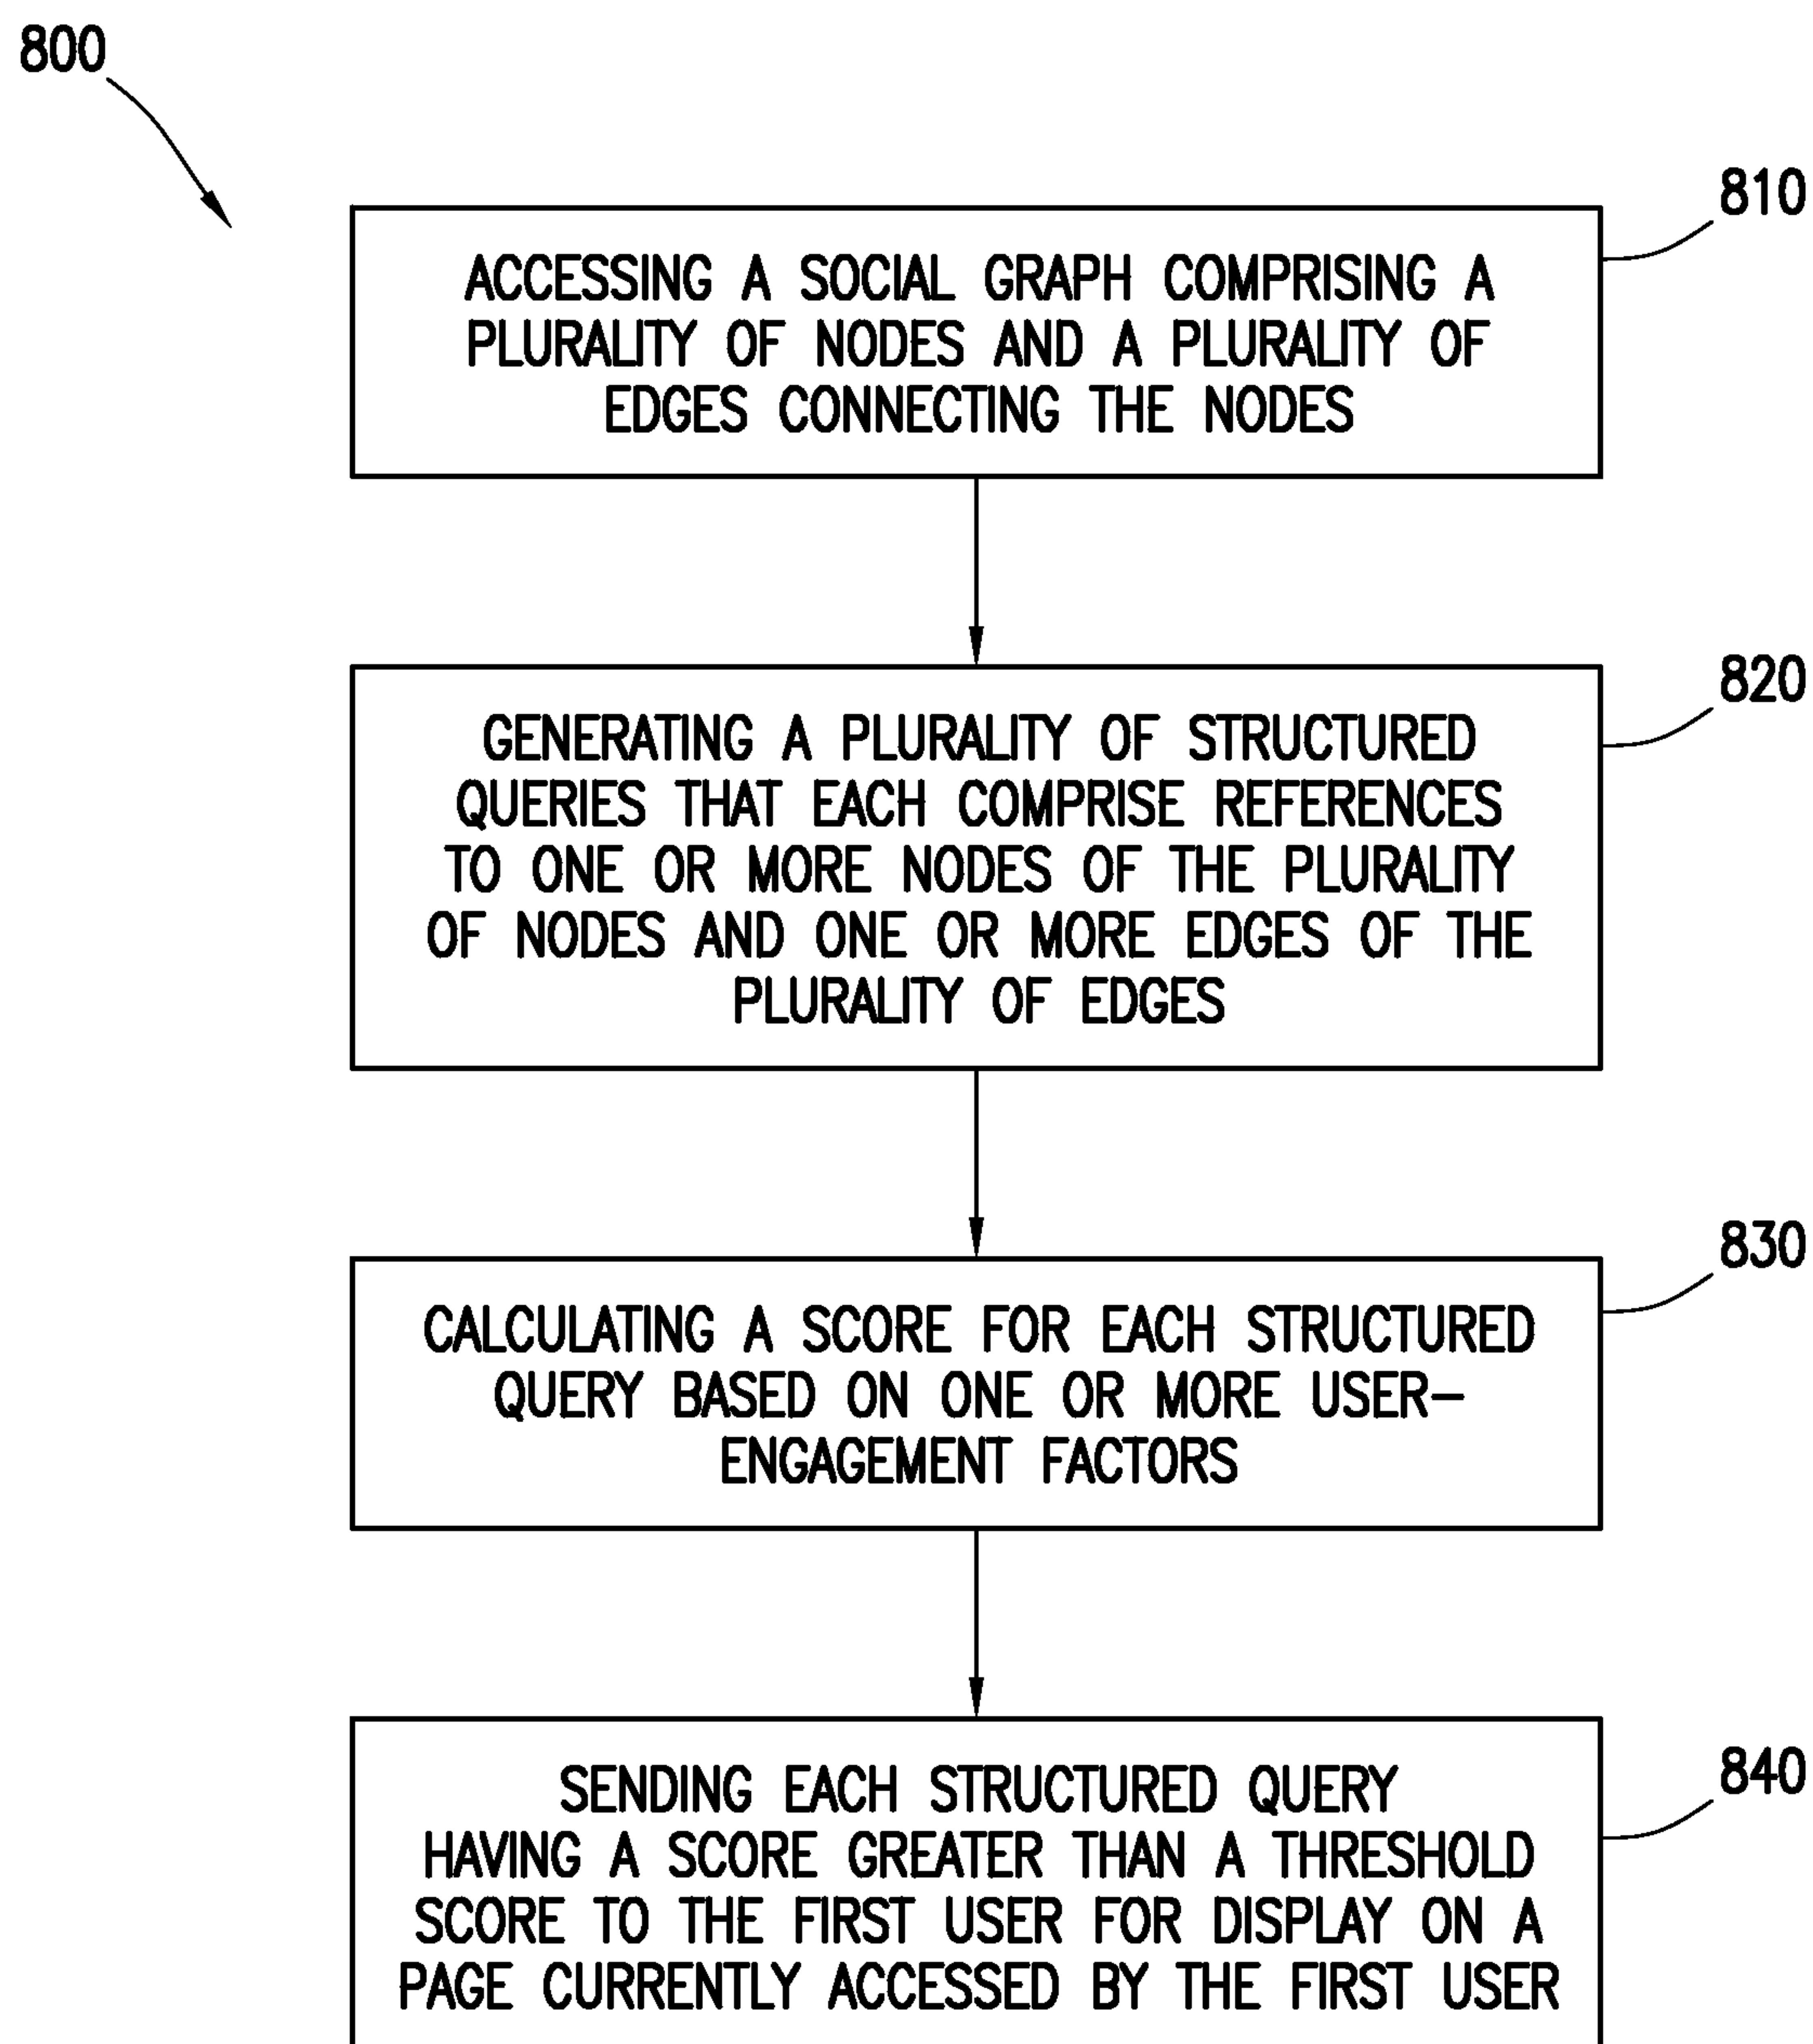 800
810
ACCESSING A SOCIAL GRAPH COMPRISING A
PLURALITY OF NODES AND A PLURALITY OF
EDGES CONNECTING THE NODES
820
GENERATING A PLURALITY OF STRUCTURED
QUERIES THAT EACH COMPRISE REFERENCES
TO ONE OR MORE NODES OF THE PLURALITY
OF NODES AND ONE OR MORE EDGES OF THE
PLURALITY OF EDGES
830
CALCULATING A SCORE FOR EACH STRUCTURED
QUERY BASED ON ONE OR MORE USER–
ENGAGEMENT FACTORS
840
SENDING EACH STRUCTURED QUERY
HAVING A SCORE GREATER THAN A THRESHOLD
SCORE TO THE FIRST USER FOR DISPLAY ON A
PAGE CURRENTLY ACCESSED BY THE FIRST USER